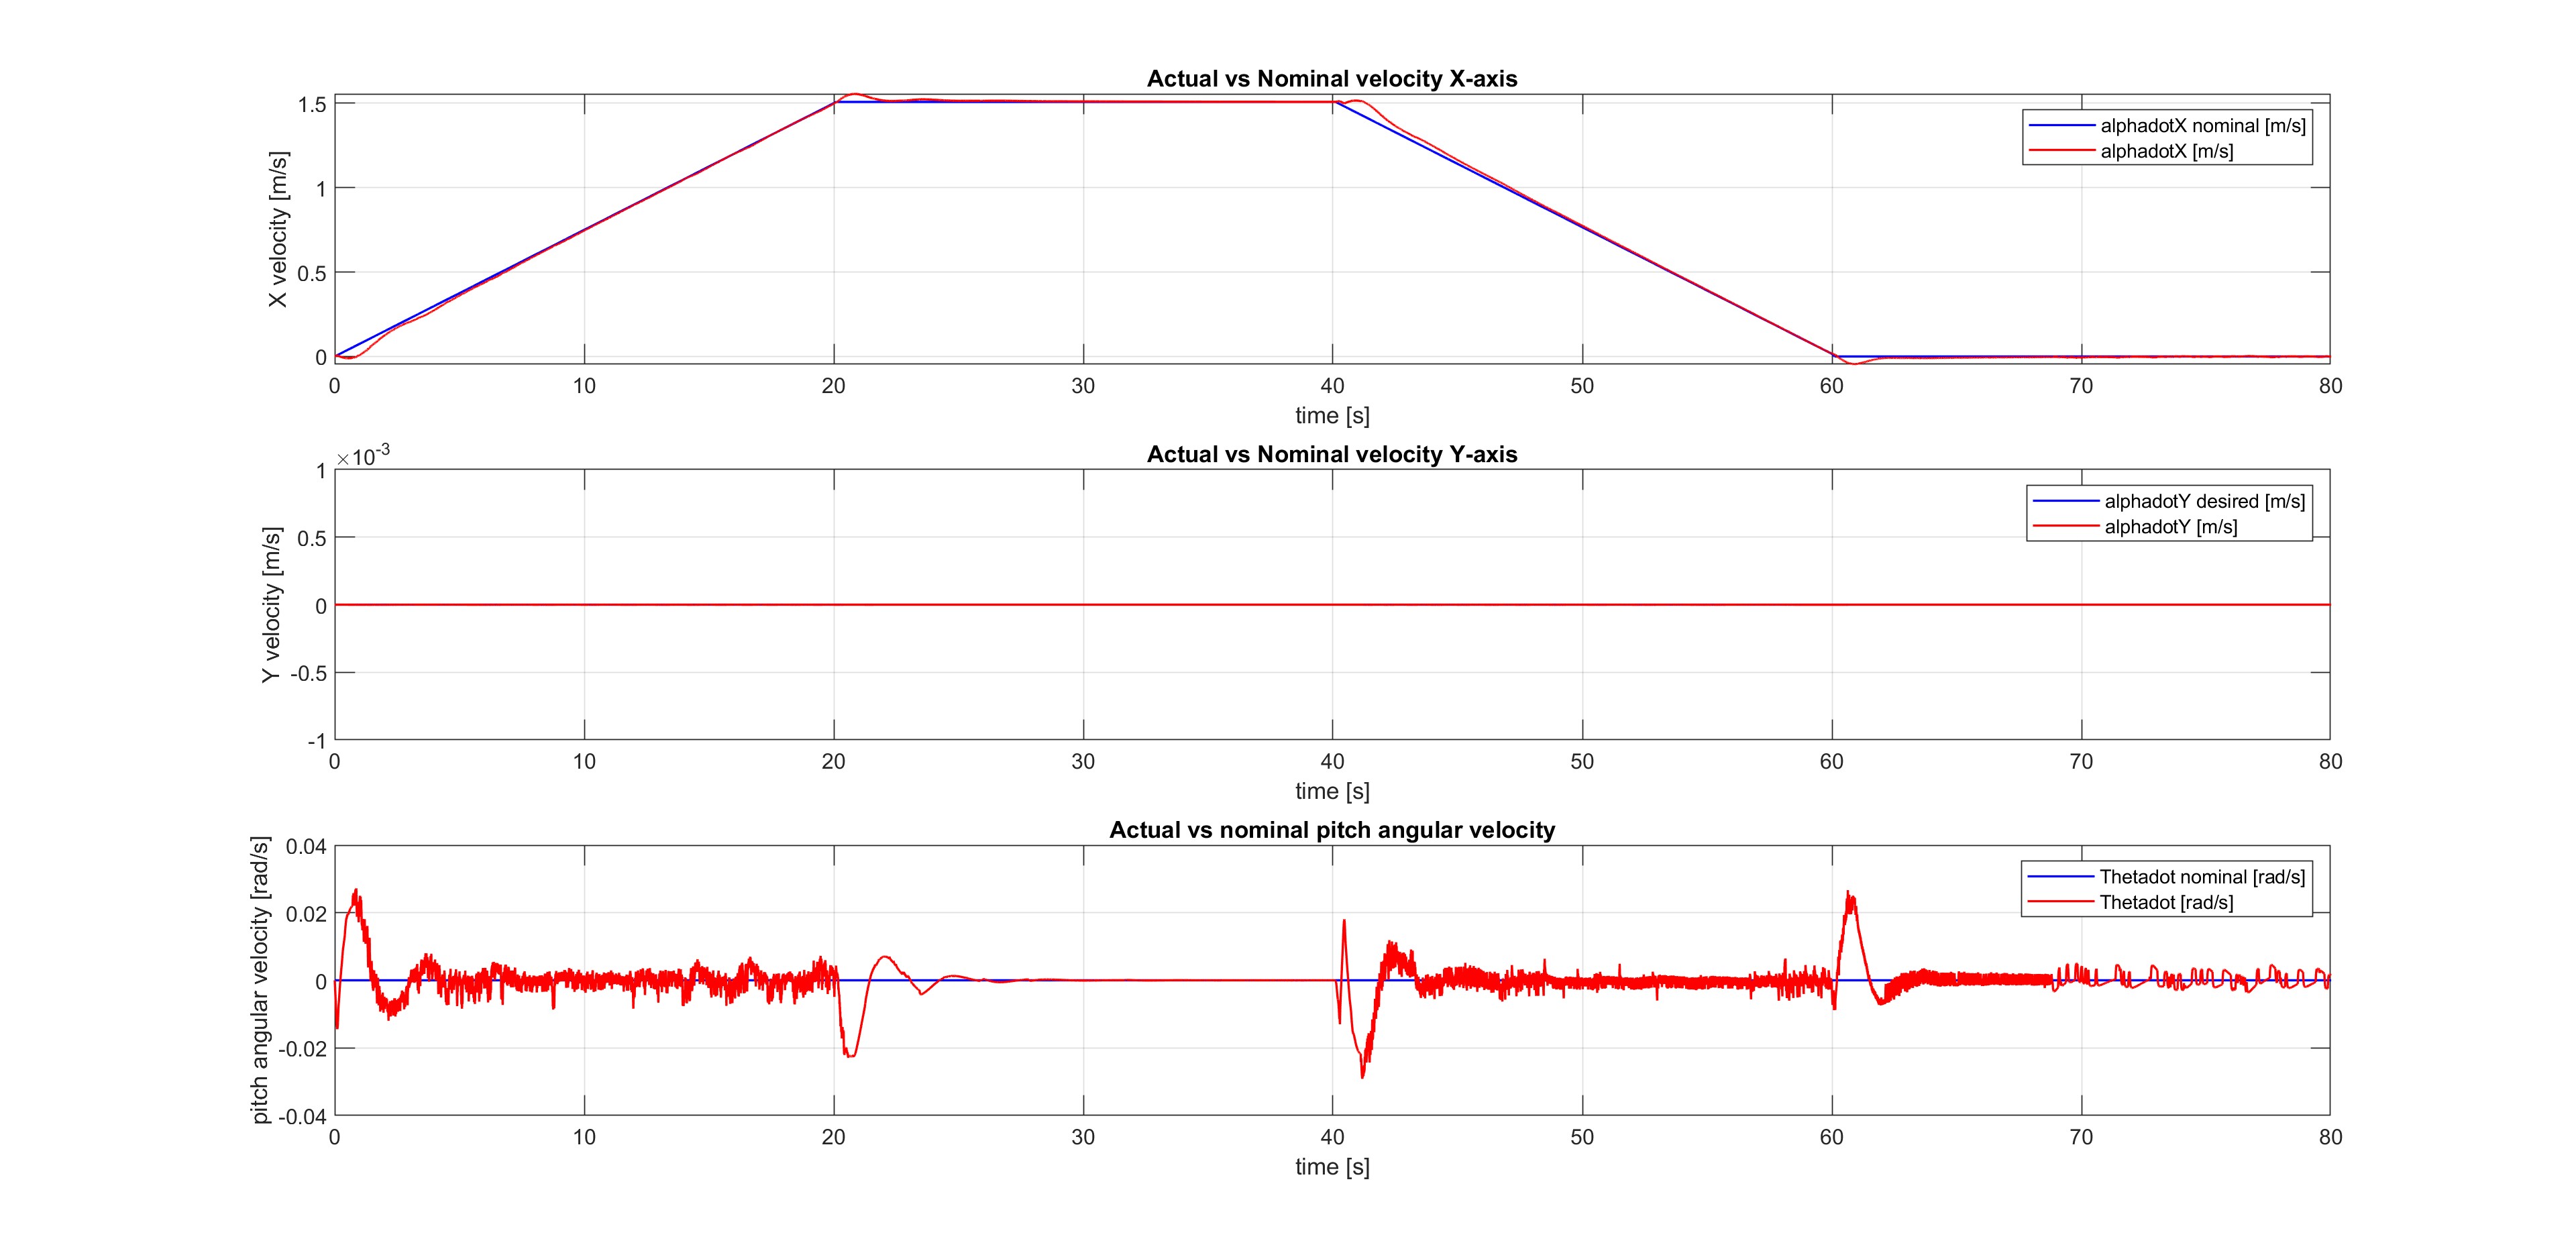 Actual vs Nominal velocity X-axis
X velocity [m/s]
1.5
1
0.5
0
alphadotX nominal [m/s]
alphadotX [m/s]
0 10 20 30 40 50 60 70 80
time [s]
Actual vs Nominal velocity Y-axis
×10-3
Y velocity [m/s]
1
0.5
0
-0.5
-1
alphadotY desired [m/s]
alphadotY [m/s]
0 10 20 30 40 50 60 70 80
time [s]
Actual vs nominal pitch angular velocity
pitch angular velocity [rad/s]
0.04
0.02
0
-0.02
-0.04
Thetadot nominal [rad/s]
Thetadot [rad/s]
0 10 20 30 40 50 60 70 80
time [s]